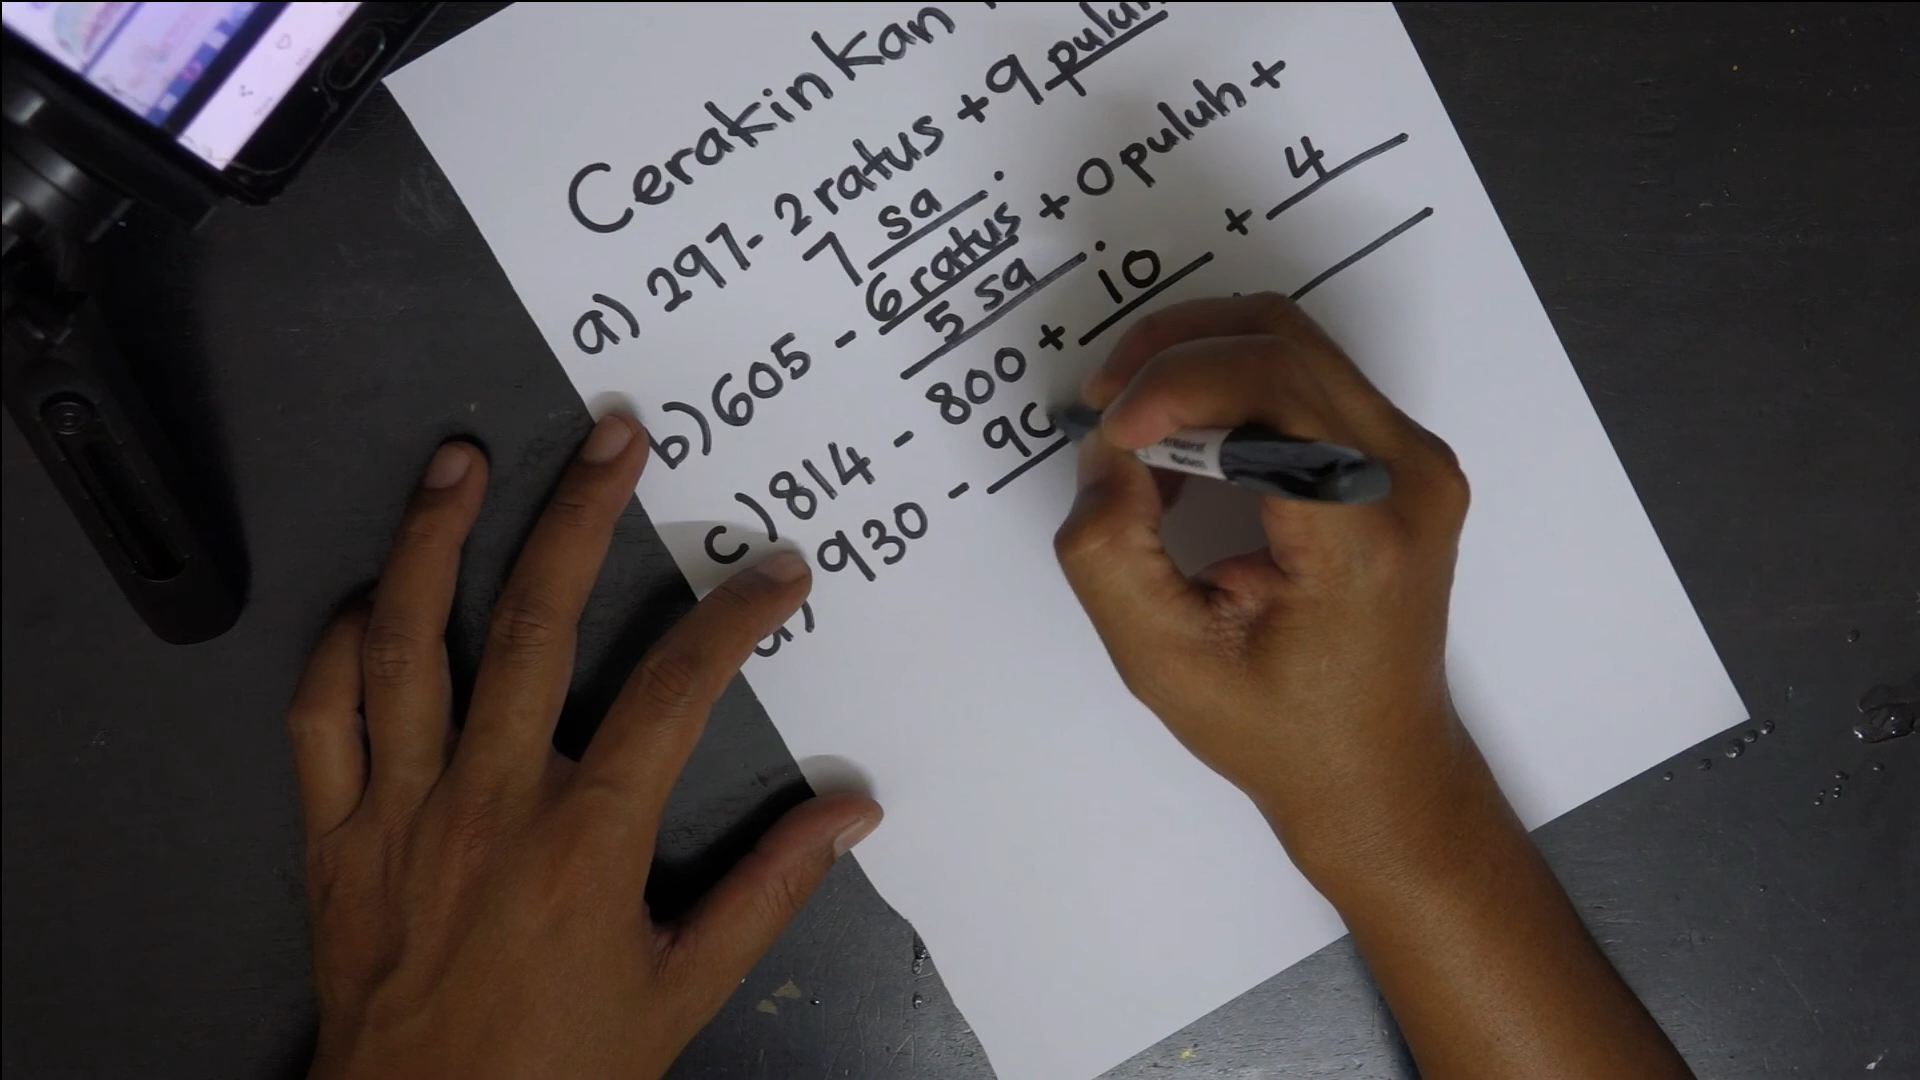 Cerakinkan
a) 297 - 2 ratus + 9 puluh
7 sa.
b) 605 - 6 ratus + 0 puluh +
5 sa.
c) 814 - 800 + 10 + 4
d) 930 - 90